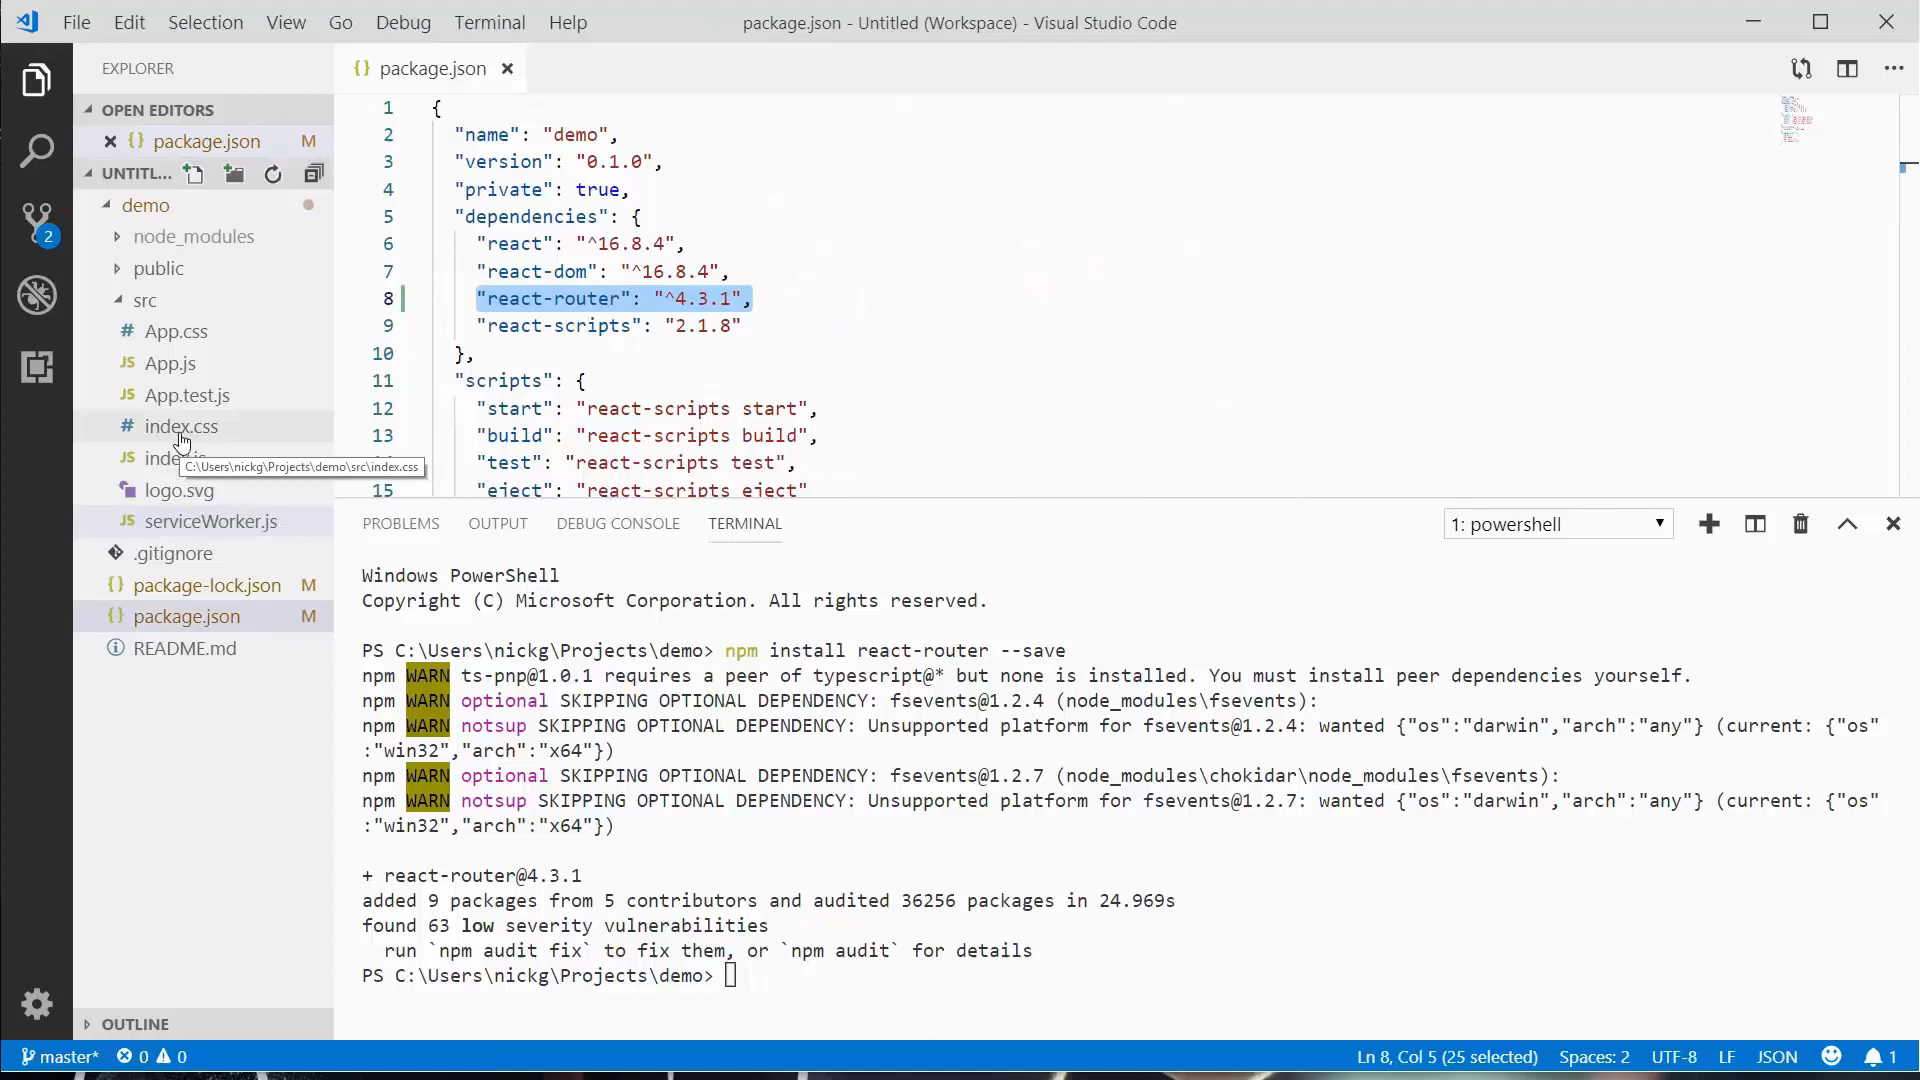 File Edit Selection View Go Debug Terminal Help
package.json - Untitled (Workspace) - Visual Studio Code
EXPLORER
OPEN EDITORS
package.json M
UNTITL...
demo
node_modules
public
src
App.css
App.js
App.test.js
index.css
C:\Users\nickg\Projects\demo\src\index.css
logo.svg
serviceWorker.js
.gitignore
package-lock.json M
package.json M
README.md
OUTLINE
2
package.json
1 {
2 "name": "demo",
3 "version": "0.1.0",
4 "private": true,
5 "dependencies": {
6 "react": "^16.8.4",
7 "react-dom": "^16.8.4",
8 "react-router": "^4.3.1",
9 "react-scripts": "2.1.8"
10 },
11 "scripts": {
12 "start": "react-scripts start",
13 "build": "react-scripts build",
14 "test": "react-scripts test",
15 "eject": "react-scripts eject"
PROBLEMS OUTPUT DEBUG CONSOLE TERMINAL
1: powershell
Windows PowerShell
Copyright (C) Microsoft Corporation. All rights reserved.
PS C:\Users\nickg\Projects\demo> npm install react-router --save
npm WARN ts-pnp@1.0.1 requires a peer of typescript@* but none is installed. You must install peer dependencies yourself.
npm WARN optional SKIPPING OPTIONAL DEPENDENCY: fsevents@1.2.4 (node_modules\fsevents):
npm WARN notsup SKIPPING OPTIONAL DEPENDENCY: Unsupported platform for fsevents@1.2.4: wanted {"os":"darwin","arch":"any"} (current: {"os"
:"win32","arch":"x64"})
npm WARN optional SKIPPING OPTIONAL DEPENDENCY: fsevents@1.2.7 (node_modules\chokidar\node_modules\fsevents):
npm WARN notsup SKIPPING OPTIONAL DEPENDENCY: Unsupported platform for fsevents@1.2.7: wanted {"os":"darwin","arch":"any"} (current: {"os"
:"win32","arch":"x64"})
+ react-router@4.3.1
added 9 packages from 5 contributors and audited 36256 packages in 24.969s
found 63 low severity vulnerabilities
run `npm audit fix` to fix them, or `npm audit` for details
PS C:\Users\nickg\Projects\demo>
master* 0 0
Ln 8, Col 5 (25 selected) Spaces: 2 UTF-8 LF JSON 1